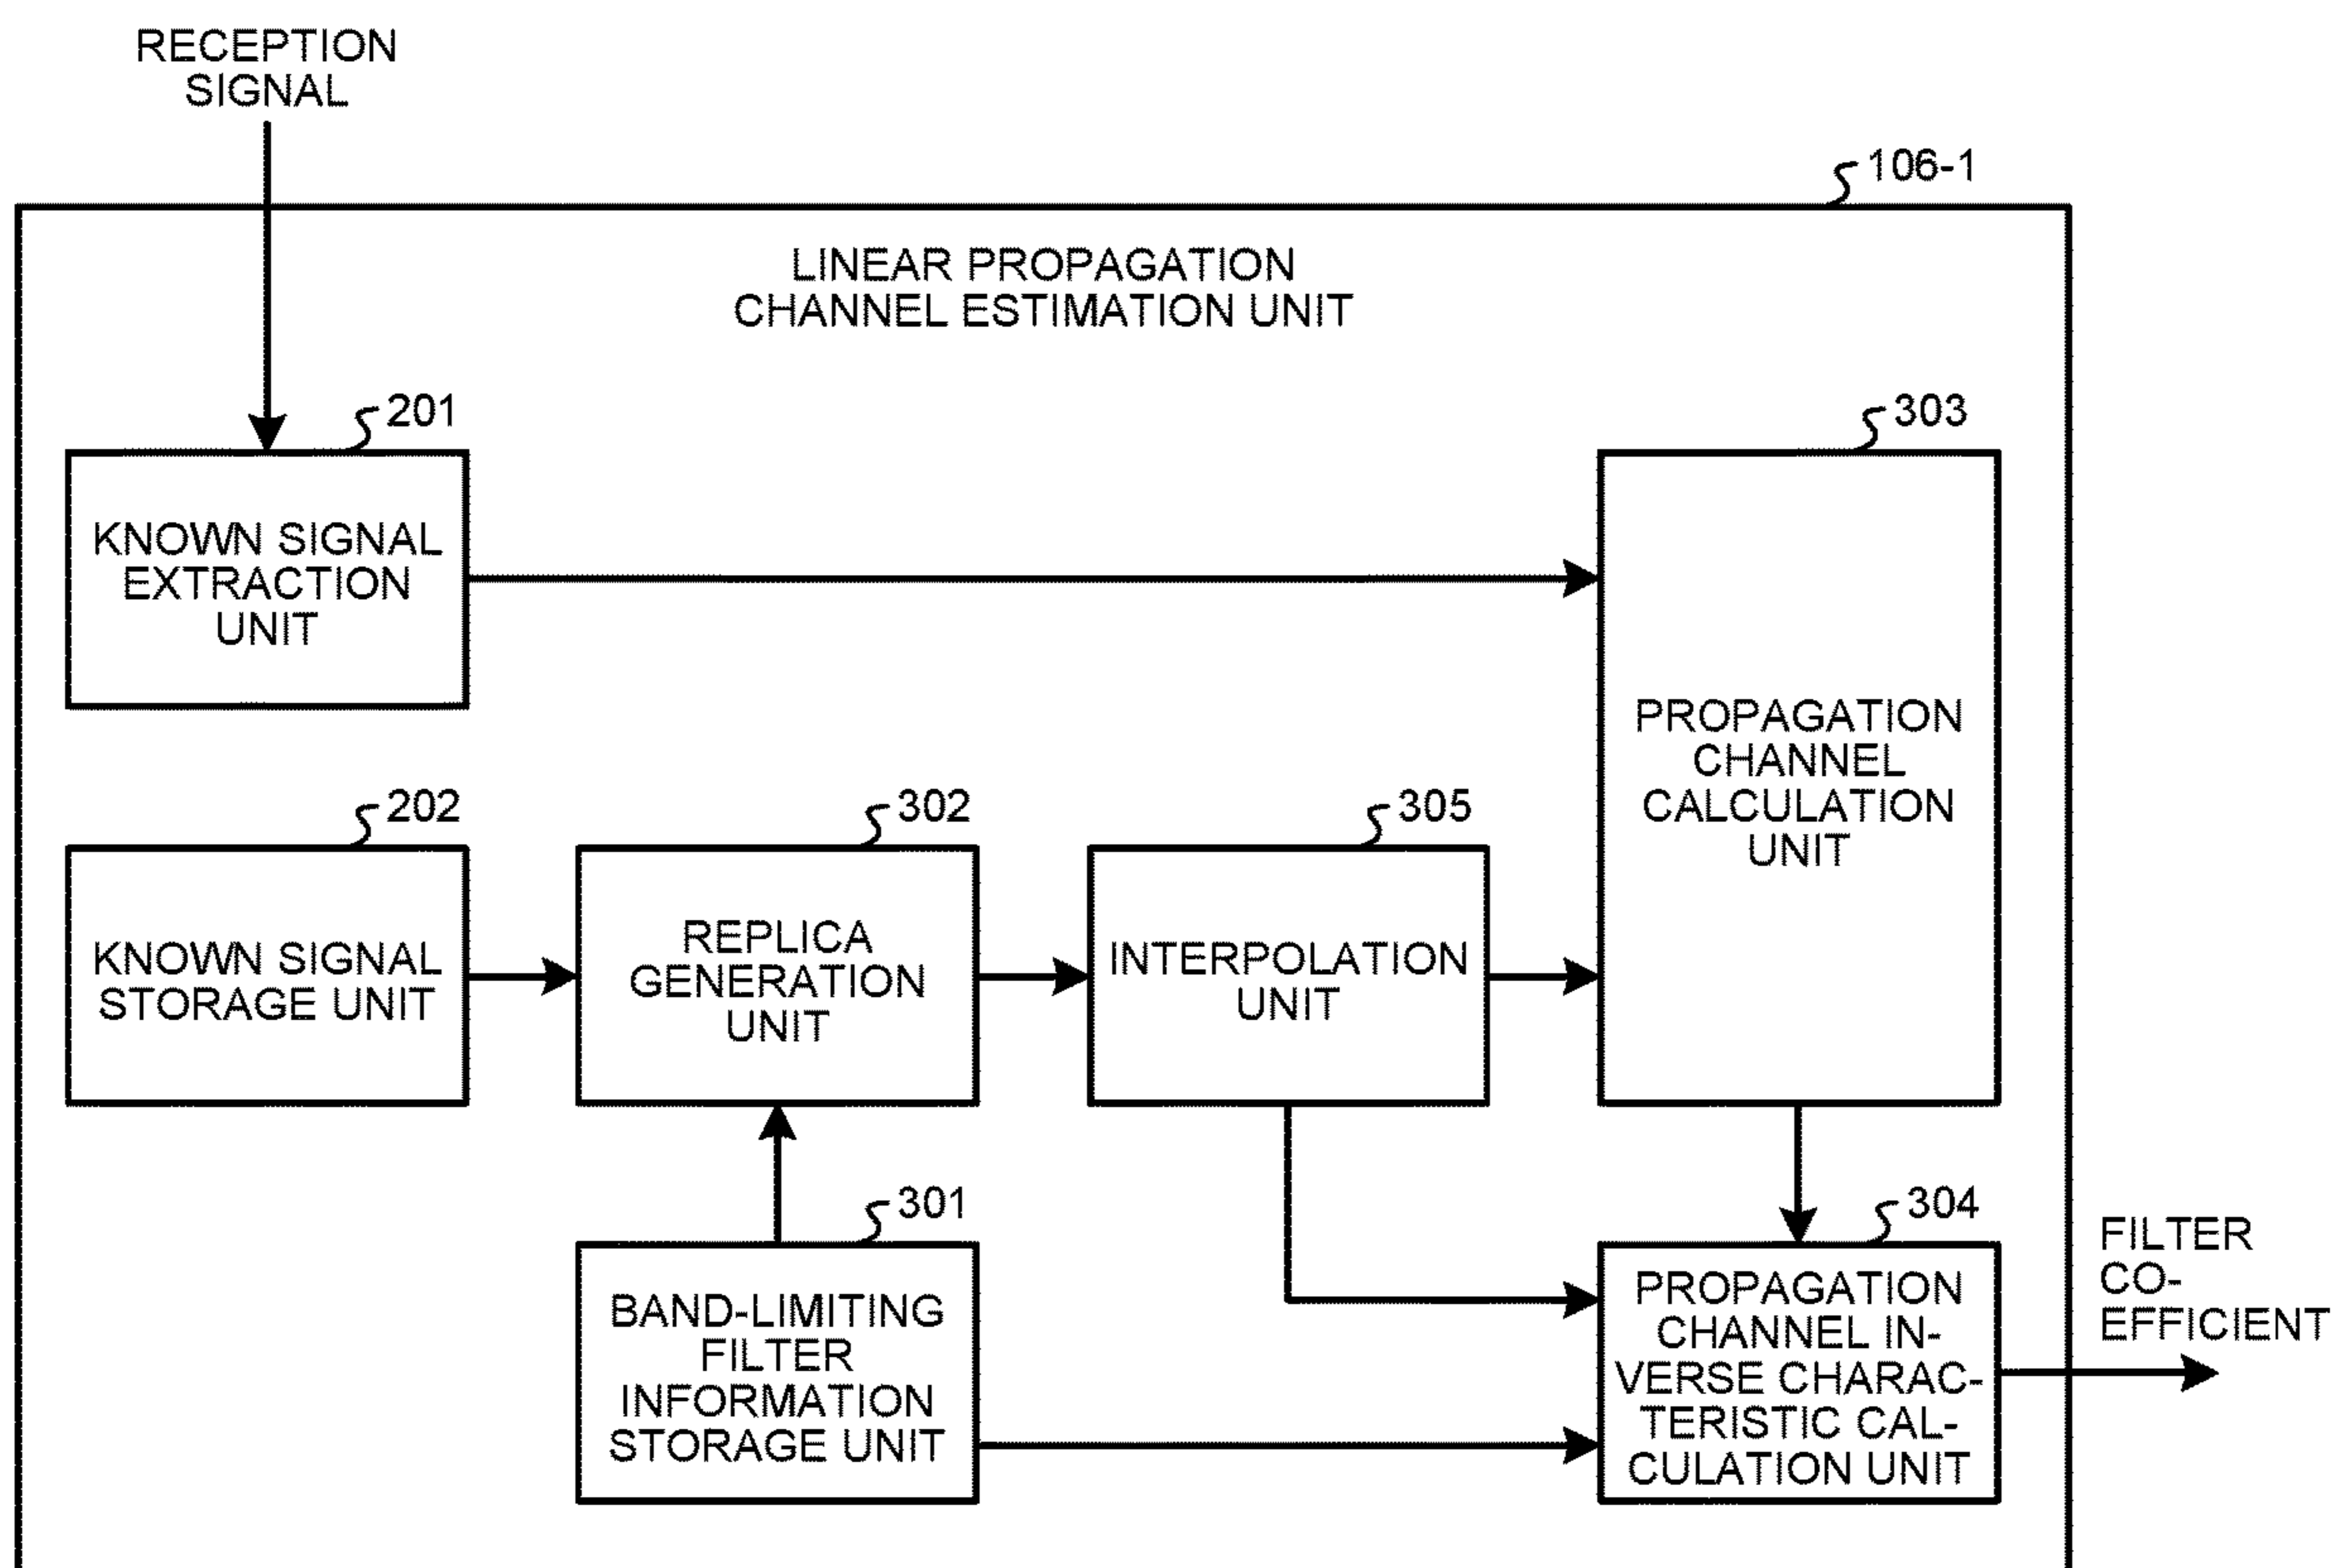 RECEPTION
SIGNAL
106-1
LINEAR PROPAGATION
CHANNEL ESTIMATION UNIT
201
KNOWN SIGNAL
EXTRACTION
UNIT
303
PROPAGATION
CHANNEL
CALCULATION
UNIT
202
KNOWN SIGNAL
STORAGE UNIT
302
REPLICA
GENERATION
UNIT
305
INTERPOLATION
UNIT
301
BAND-LIMITING
FILTER
INFORMATION
STORAGE UNIT
304
PROPAGATION
CHANNEL IN-
VERSE CHARAC-
TERISTIC CAL-
CULATION UNIT
FILTER
CO-
EFFICIENT